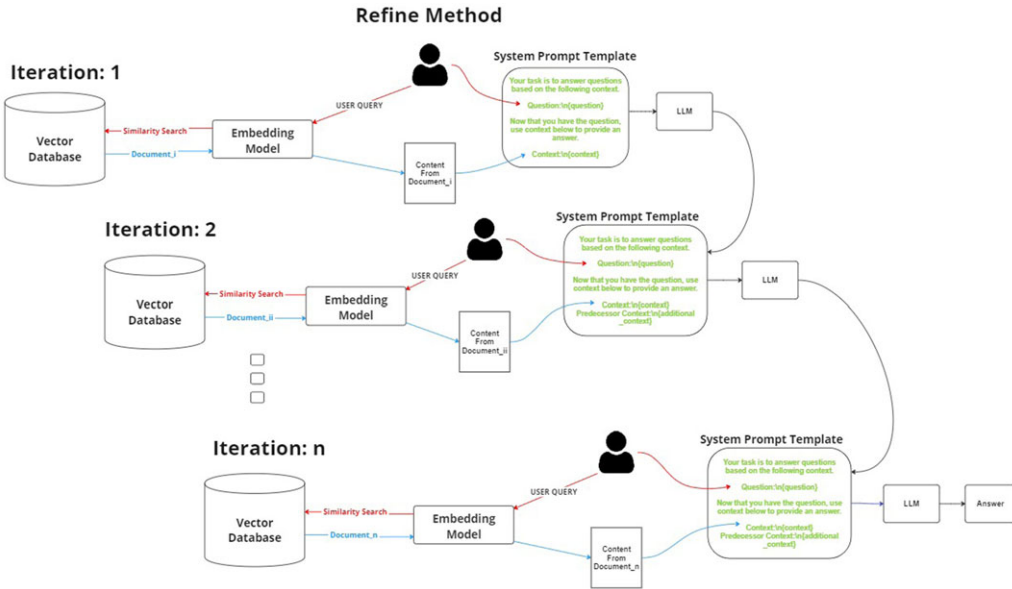 Refine Method
Iteration: 1
Vector
Database
Similarity Search
Document_i
Embedding
Model
USER QUERY
Content
From
Document_i
System Prompt Template
Your task is to answer questions
based on the following context.
Question:\n{question}
Now that you have the question,
use context below to provide an
answer.
Context:\n{context}
LLM
Iteration: 2
Vector
Database
Similarity Search
Document_ii
Embedding
Model
USER QUERY
Content
From
Document_ii
System Prompt Template
Your task is to answer questions
based on the following context.
Question:\n{question}
Now that you have the question, use
context below to provide an answer.
Context:\n{context}
Predecessor Context:\n{additional
_context}
LLM
Iteration: n
Vector
Database
Similarity Search
Document_n
Embedding
Model
USER QUERY
Content
From
Document_n
System Prompt Template
Your task is to answer questions
based on the following context.
Question:\n{question}
Now that you have the question, use
context below to provide an answer.
Context:\n{context}
Predecessor Context:\n{additional
_context}
LLM
Answer